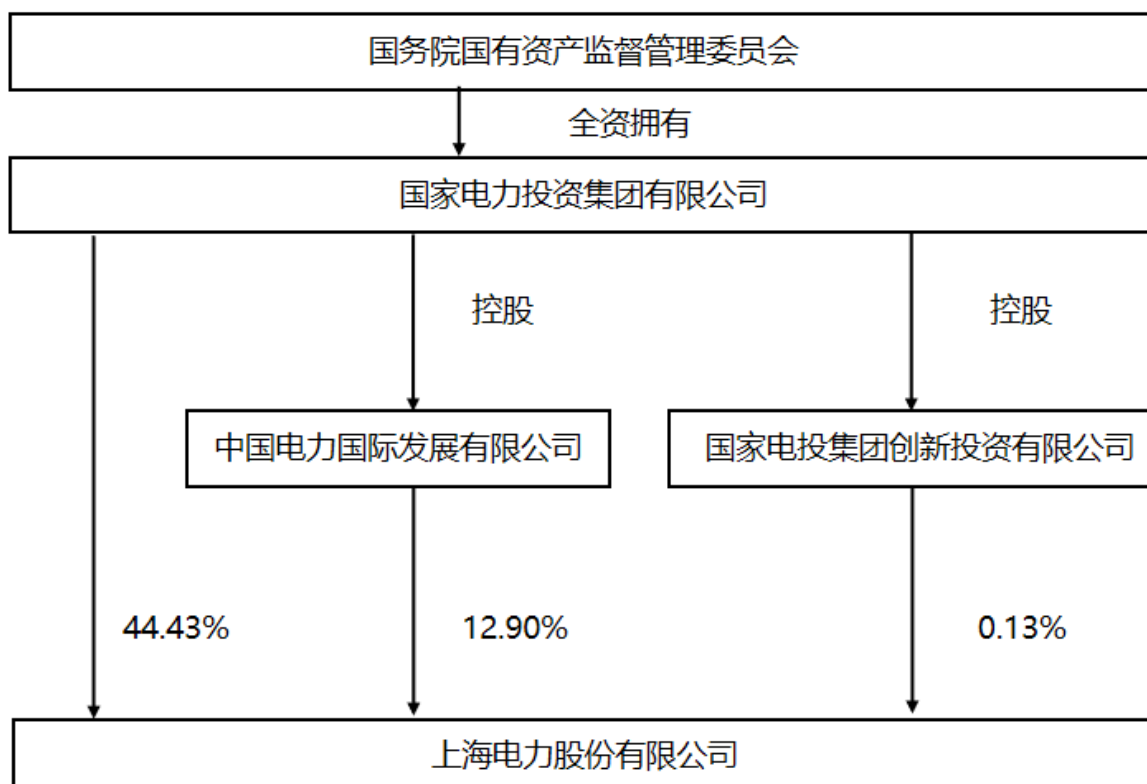 国务院国有资产监督管理委员会
全资拥有
国家电力投资集团有限公司
控股
控股
中国电力国际发展有限公司
国家电投集团创新投资有限公司
44.43%
12.90%
0.13%
上海电力股份有限公司